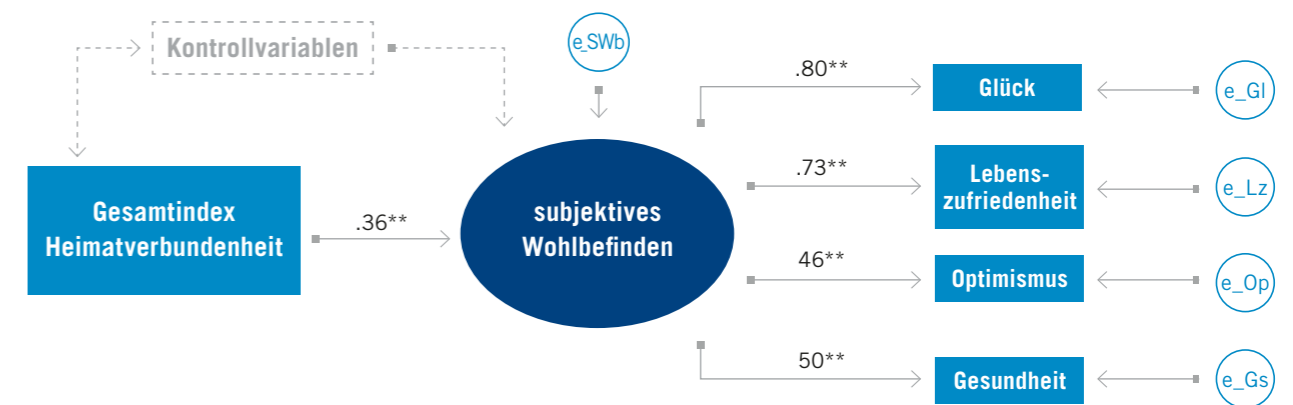 Kontrollvariablen
e_SWb
.80**
Glück
e_Gl
Gesamtindex
Heimatverbundenheit
.36**
subjektives
Wohlbefinden
.73**
Lebens-
zufriedenheit
e_Lz
46**
Optimismus
e_Op
50**
Gesundheit
e_Gs